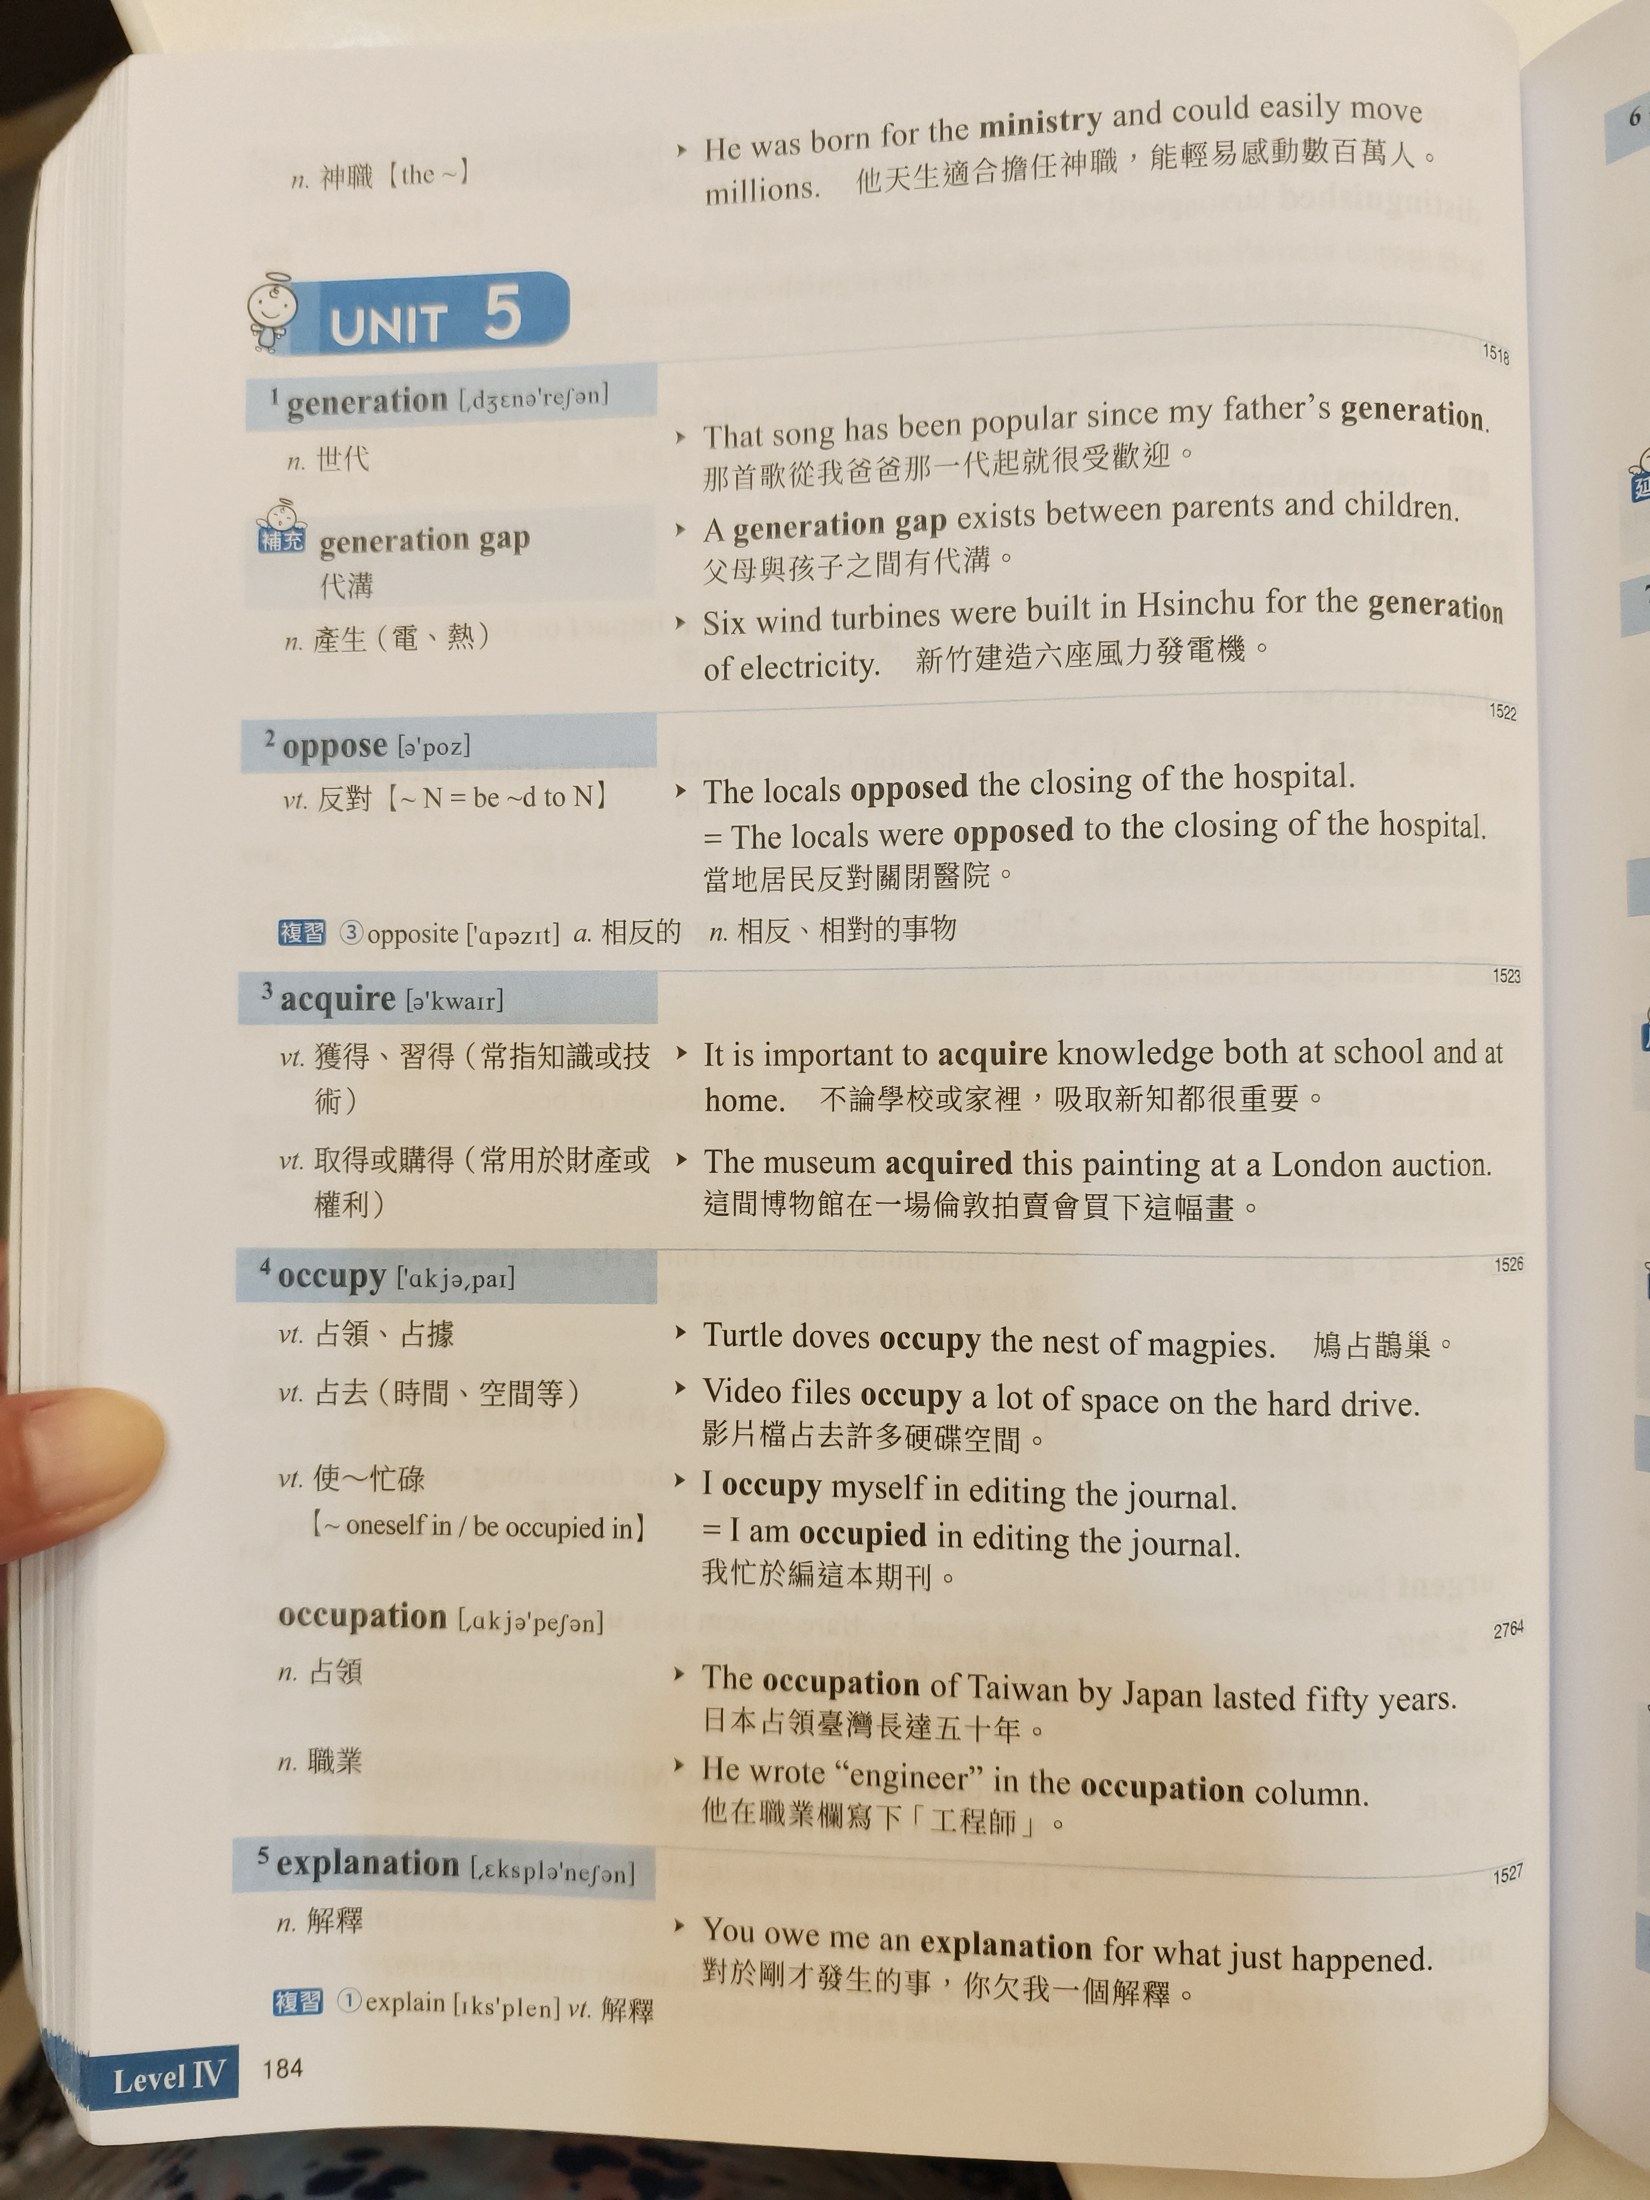 n. 神職【the ~】
➤ He was born for the ministry and could easily move
millions. 他天生適合擔任神職，能輕易感動數百萬人。
UNIT 5
1518
1 generation [ˌdʒɛnəˈreʃən]
n. 世代
➤ That song has been popular since my father’s generation.
那首歌從我爸爸那一代起就很受歡迎。
補充 generation gap
代溝
➤ A generation gap exists between parents and children.
父母與孩子之間有代溝。
n. 產生（電、熱）
➤ Six wind turbines were built in Hsinchu for the generation
of electricity. 新竹建造六座風力發電機。
1522
2 oppose [əˈpoz]
vt. 反對【~ N = be ~d to N】
➤ The locals opposed the closing of the hospital.
= The locals were opposed to the closing of the hospital.
當地居民反對關閉醫院。
複習 ③ opposite [ˈɑpəzɪt] a. 相反的 n. 相反、相對的事物
1523
3 acquire [əˈkwaɪr]
vt. 獲得、習得（常指知識或技
術）
➤ It is important to acquire knowledge both at school and at
home. 不論學校或家裡，吸取新知都很重要。
vt. 取得或購得（常用於財產或
權利）
➤ The museum acquired this painting at a London auction.
這間博物館在一場倫敦拍賣會買下這幅畫。
1526
4 occupy [ˈɑkjəˌpaɪ]
vt. 占領、占據
➤ Turtle doves occupy the nest of magpies. 鳩占鵲巢。
vt. 占去（時間、空間等）
➤ Video files occupy a lot of space on the hard drive.
影片檔占去許多硬碟空間。
vt. 使～忙碌
【~ oneself in / be occupied in】
➤ I occupy myself in editing the journal.
= I am occupied in editing the journal.
我忙於編這本期刊。
occupation [ˌɑkjəˈpeʃən]
2764
n. 占領
➤ The occupation of Taiwan by Japan lasted fifty years.
日本占領臺灣長達五十年。
n. 職業
➤ He wrote “engineer” in the occupation column.
他在職業欄寫下「工程師」。
1527
5 explanation [ˌɛkspləˈneʃən]
n. 解釋
➤ You owe me an explanation for what just happened.
對於剛才發生的事，你欠我一個解釋。
複習 ① explain [ɪksˈplen] vt. 解釋
Level IV 184
6